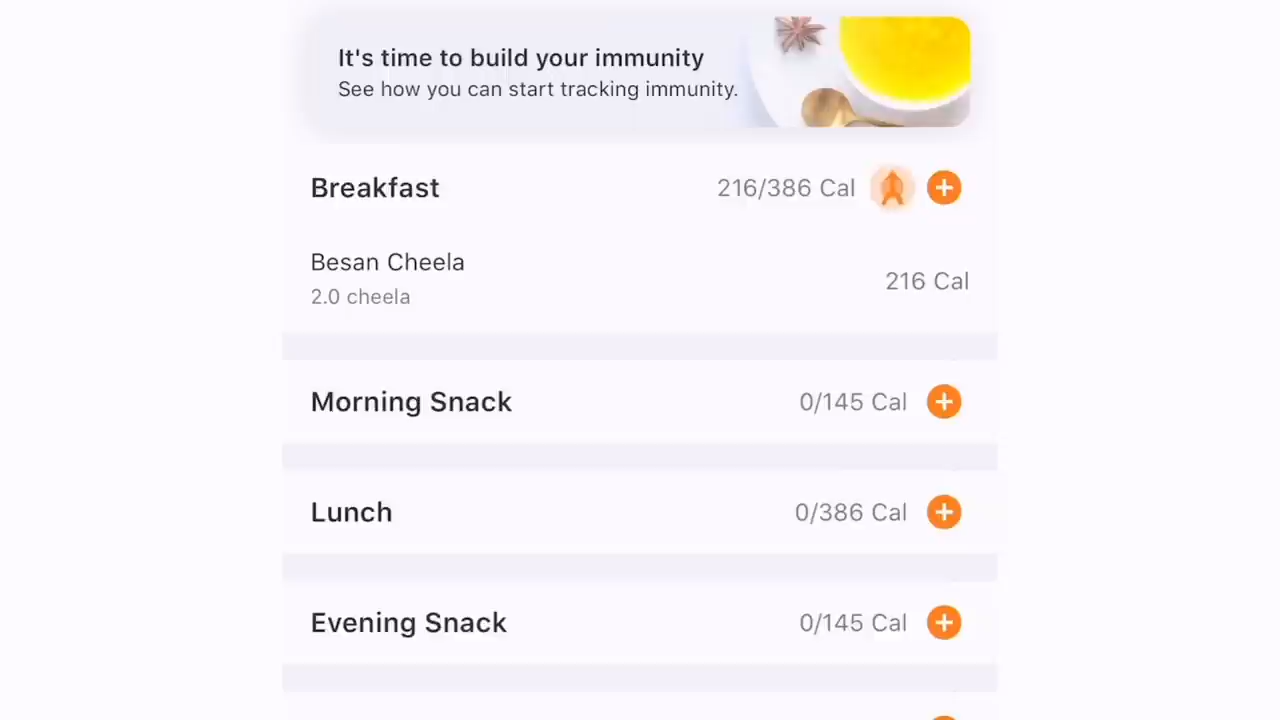 It's time to build your immunity
See how you can start tracking immunity.
Breakfast 216/386 Cal
Besan Cheela
2.0 cheela
216 Cal
Morning Snack 0/145 Cal
Lunch 0/386 Cal
Evening Snack 0/145 Cal